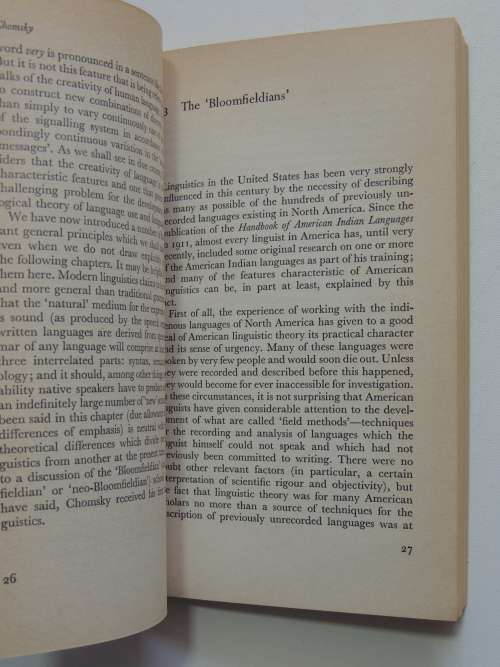 Chomsky
word very is pronounced in a sentence
but it is not this feature that is being
talks of the creativity of human language
to construct new combinations of
than simply to vary continuously
of the signalling system in accordance
pondingly continuous variation in the
messages'. As we shall see in this
iders that the creativity of language is
characteristic features and one that
challenging problem for the development
ological theory of language use and
We have now introduced a number
ant general principles which we shall
even when we do not draw explicit
the following chapters. It may be helpful
them here. Modern linguistics claims
and more general than traditional grammar
that the 'natural' medium for the expression
is sound (as produced by the speech
written languages are derived from speech
mar of any language will comprise at
three interrelated parts: syntax, semantics
ology; and it should, among other things
ability native speakers have to produce
an indefinitely large number of 'new'
been said in this chapter (due allowance
differences of emphasis) is neutral
theoretical differences which divide
guistics from another at the present
to a discussion of the 'Bloomfieldian'
fieldian' or 'neo-Bloomfieldian')
have said, Chomsky received his
guistics.
26
3 The 'Bloomfieldians'
Linguistics in the United States has been very strongly
influenced in this century by the necessity of describing
as many as possible of the hundreds of previously un-
recorded languages existing in North America. Since the
publication of the Handbook of American Indian Languages
in 1911, almost every linguist in America has, until very
recently, included some original research on one or more
of the American Indian languages as part of his training;
and many of the features characteristic of American
linguistics can be, in part at least, explained by this
fact.
First of all, the experience of working with the indi-
genous languages of North America has given to a good
deal of American linguistic theory its practical character
and its sense of urgency. Many of these languages were
spoken by very few people and would soon die out. Unless
they were recorded and described before this happened,
they would become for ever inaccessible for investigation.
In these circumstances, it is not surprising that American
linguists have given considerable attention to the devel-
opment of what are called 'field methods'—techniques
for the recording and analysis of languages which the
linguist himself could not speak and which had not
previously been committed to writing. There were no
doubt other relevant factors (in particular, a certain
interpretation of scientific rigour and objectivity), but
the fact that linguistic theory was for many American
scholars no more than a source of techniques for the
description of previously unrecorded languages was at
27